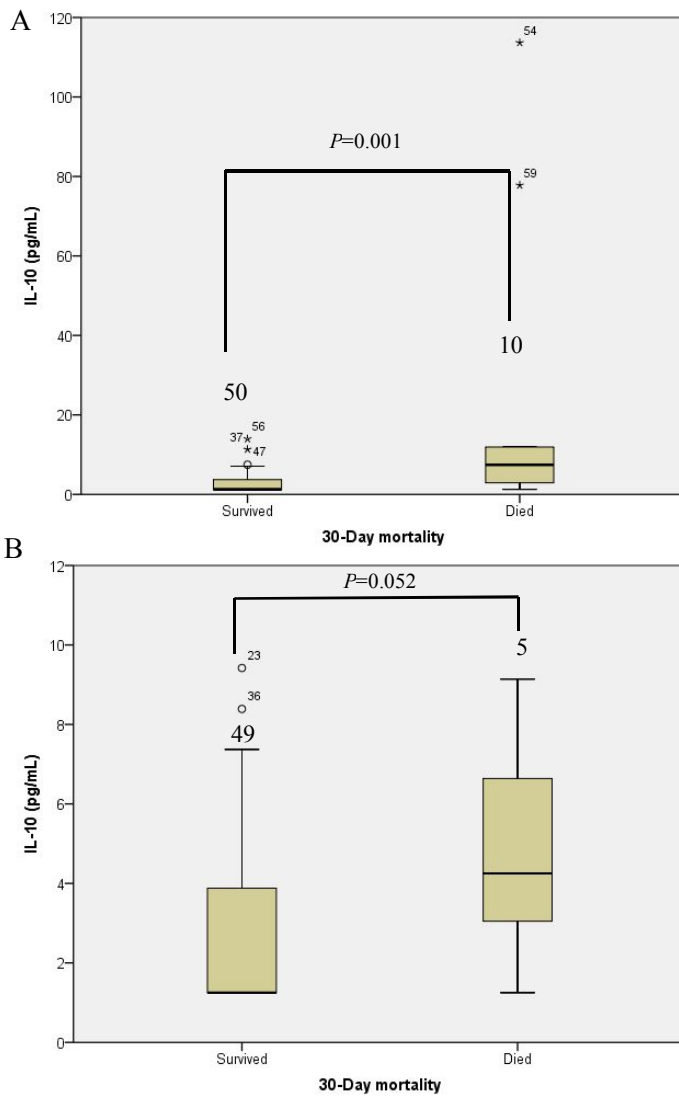 A
120
100
80
60
40
20
0
IL-10 (pg/mL)
P=0.001
54
59
50
10
56
37
47
Survived Died
30-Day mortality
B
12
10
8
6
4
2
0
IL-10 (pg/mL)
P=0.052
5
23
36
49
Survived Died
30-Day mortality